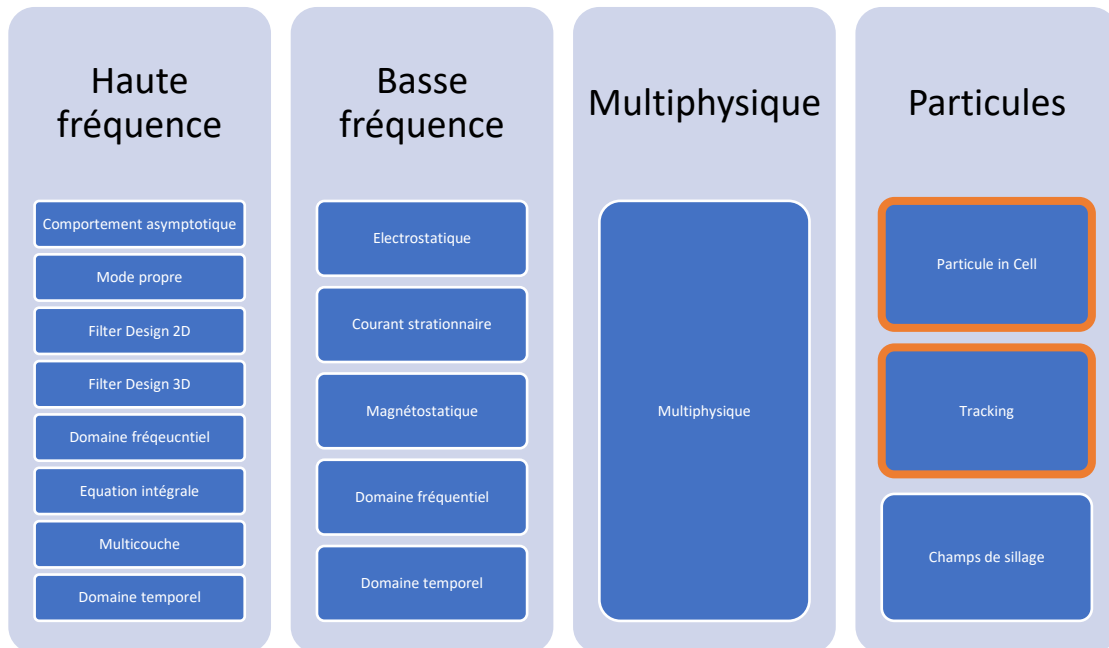 Haute
fréquence
Comportement asymptotique
Mode propre
Filter Design 2D
Filter Design 3D
Domaine fréqeucntiel
Equation intégrale
Multicouche
Domaine temporel
Basse
fréquence
Electrostatique
Courant strationnaire
Magnétostatique
Domaine fréquentiel
Domaine temporel
Multiphysique
Multiphysique
Particules
Particule in Cell
Tracking
Champs de sillage